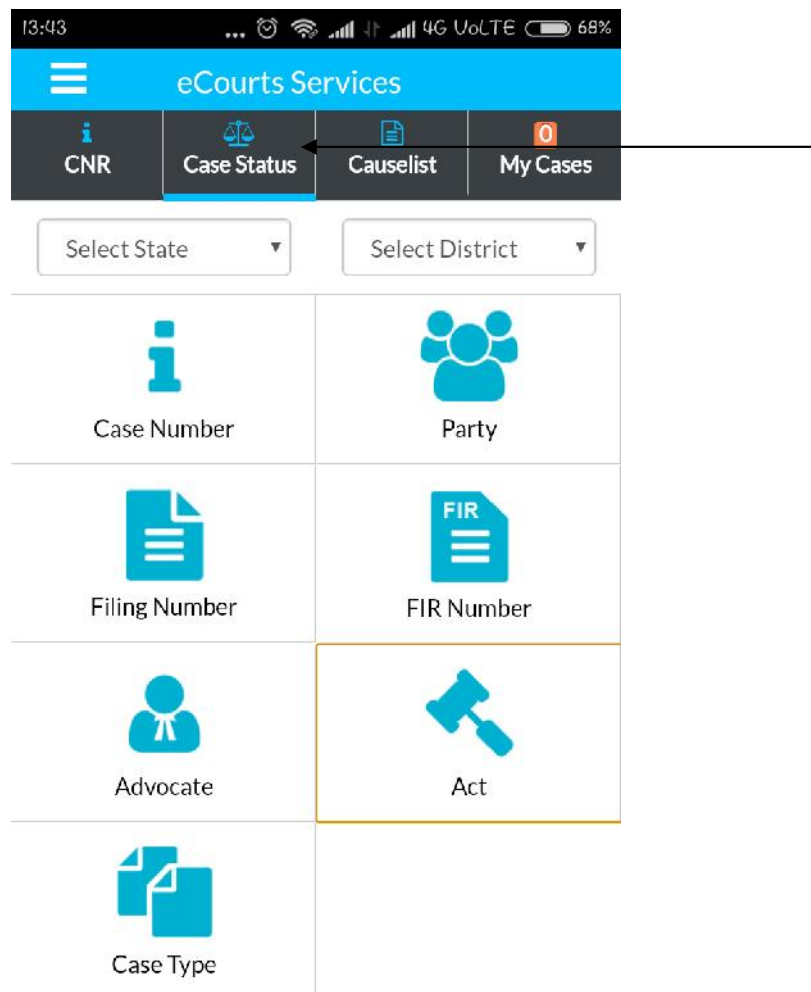 13:43 ... 4G VoLTE 68%
eCourts Services
CNR Case Status Causelist 0 My Cases
Select State Select District
Case Number Party
FIR
Filing Number FIR Number
Advocate Act
Case Type